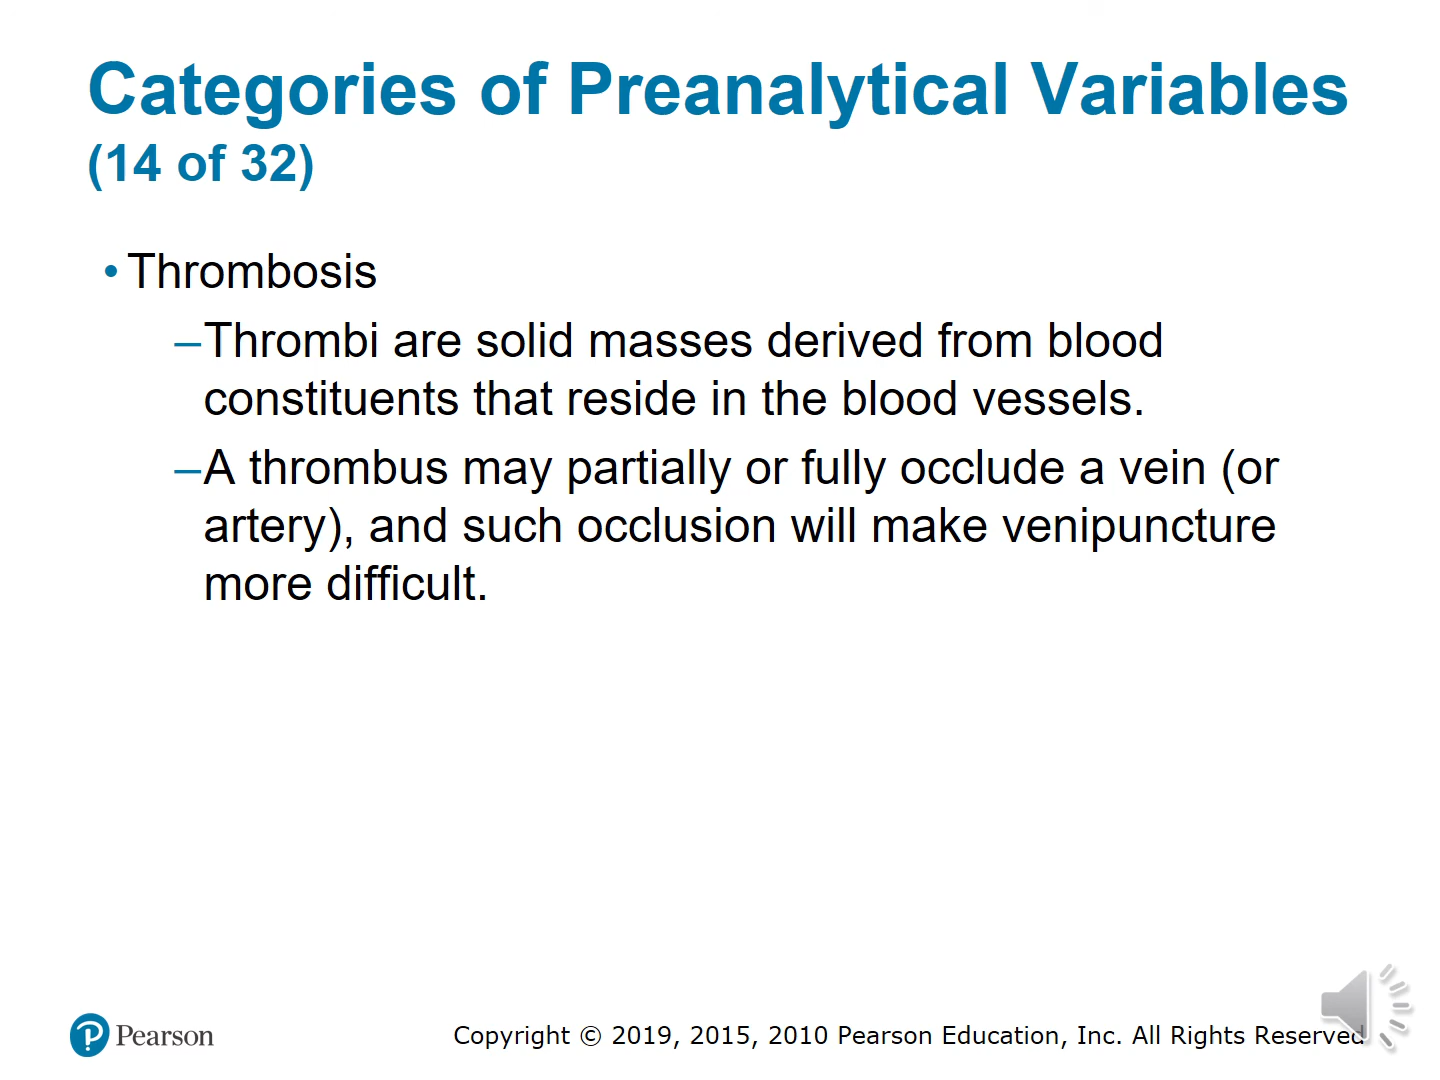 Categories of Preanalytical Variables
(14 of 32)
• Thrombosis
–Thrombi are solid masses derived from blood
constituents that reside in the blood vessels.
–A thrombus may partially or fully occlude a vein (or
artery), and such occlusion will make venipuncture
more difficult.
Pearson
Copyright © 2019, 2015, 2010 Pearson Education, Inc. All Rights Reserved